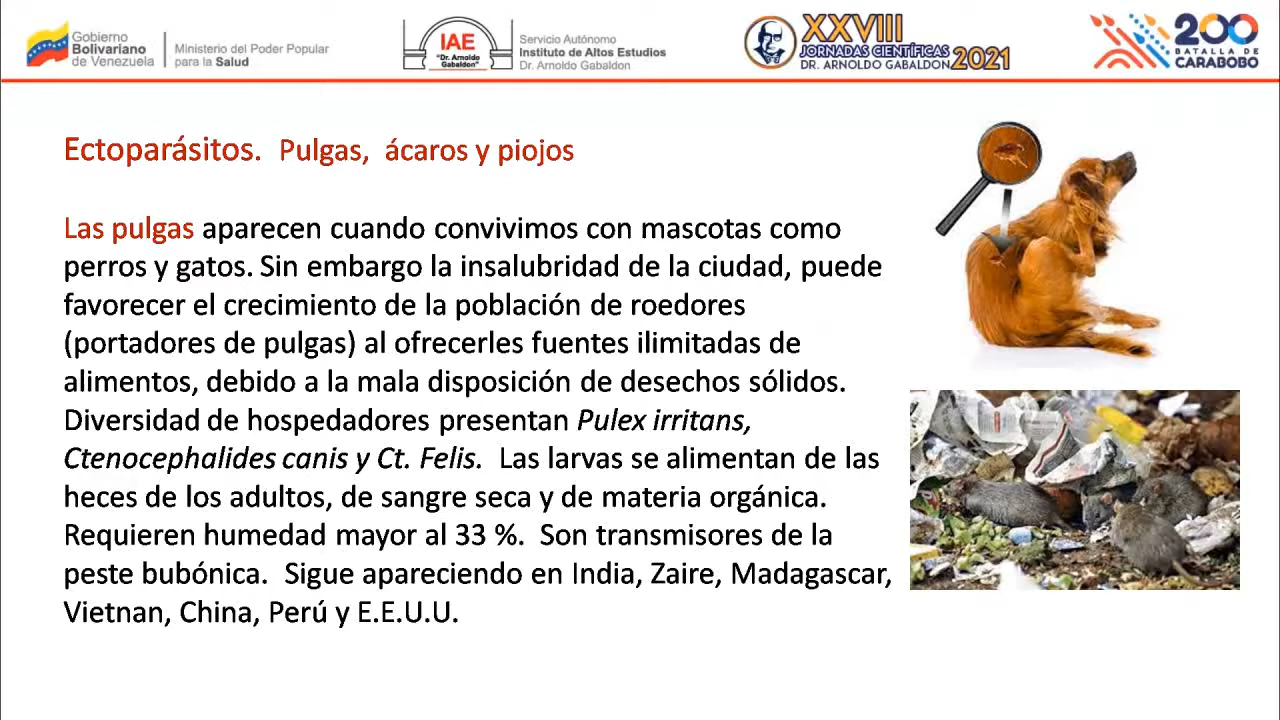 Gobierno
Bolivariano
de Venezuela
Ministerio del Poder Popular
para la Salud
IAE
"Dr. Arnoldo
Gabaldon"
Servicio Autónomo
Instituto de Altos Estudios
Dr. Arnoldo Gabaldon
XXVIII
JORNADAS CIENTÍFICAS
DR. ARNOLDO GABALDON 2021
200
BATALLA DE
CARABOBO
Ectoparásitos. Pulgas, ácaros y piojos
Las pulgas aparecen cuando convivimos con mascotas como
perros y gatos. Sin embargo la insalubridad de la ciudad, puede
favorecer el crecimiento de la población de roedores
(portadores de pulgas) al ofrecerles fuentes ilimitadas de
alimentos, debido a la mala disposición de desechos sólidos.
Diversidad de hospedadores presentan Pulex irritans,
Ctenocephalides canis y Ct. Felis. Las larvas se alimentan de las
heces de los adultos, de sangre seca y de materia orgánica.
Requieren humedad mayor al 33 %. Son transmisores de la
peste bubónica. Sigue apareciendo en India, Zaire, Madagascar,
Vietnan, China, Perú y E.E.U.U.